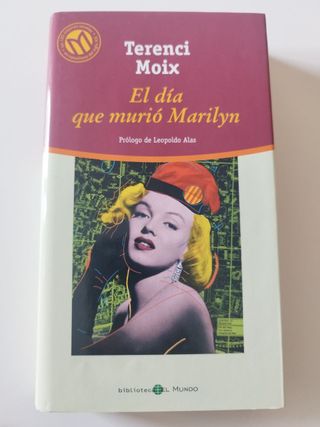 Terenci
Moix
El día
que murió Marilyn
Prólogo de Leopoldo Alas
biblioteca EL MUNDO